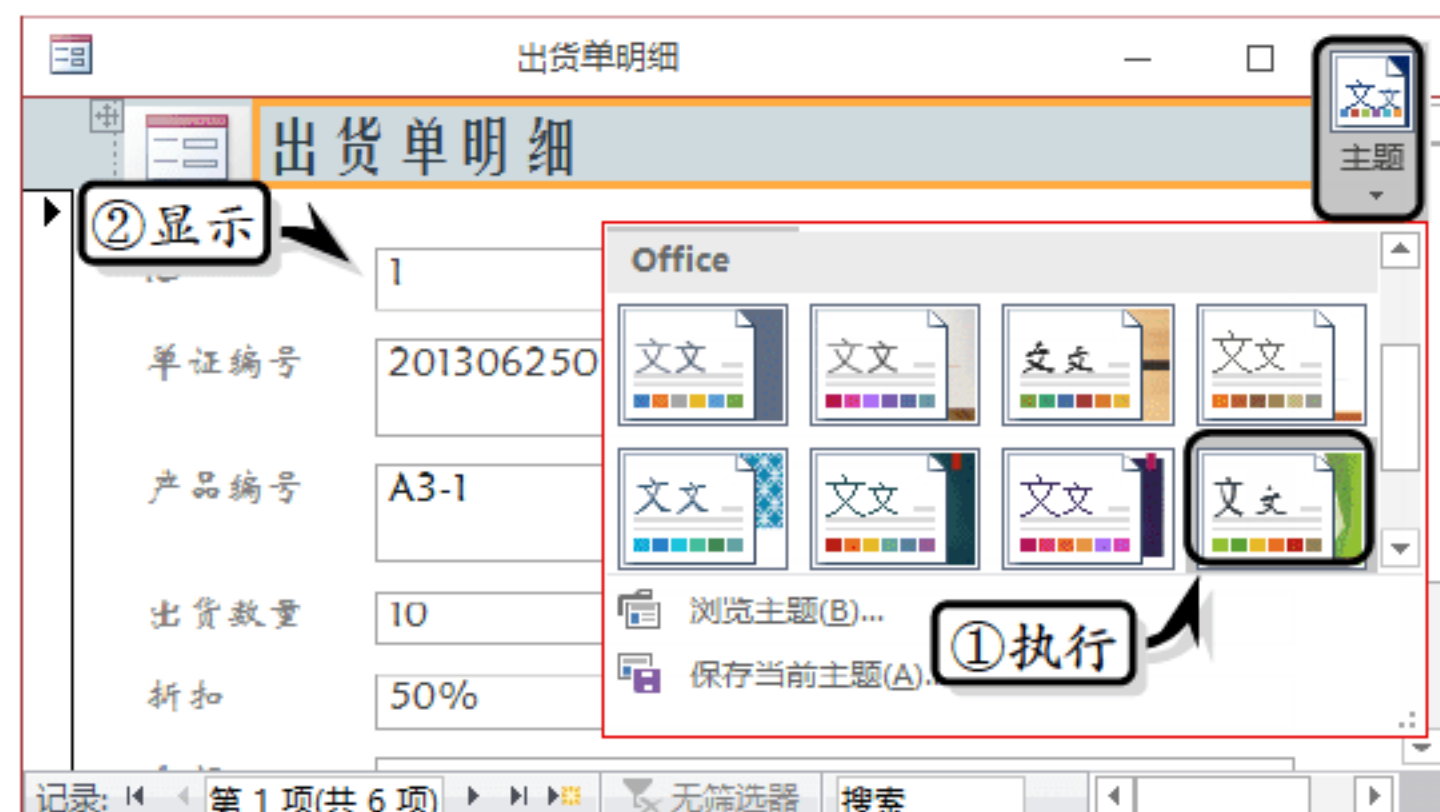 出货单明细
主题
出货单明细
②显示
1
Office
单证编号
201306250
文文
文文
文文
文文
产品编号
A3-1
文文
文文
文文
文文
出货数量
10
浏览主题(B)...
①执行
折扣
50%
保存当前主题(A)..
记录:
第 1 项(共 6 项)
无筛选器
搜索